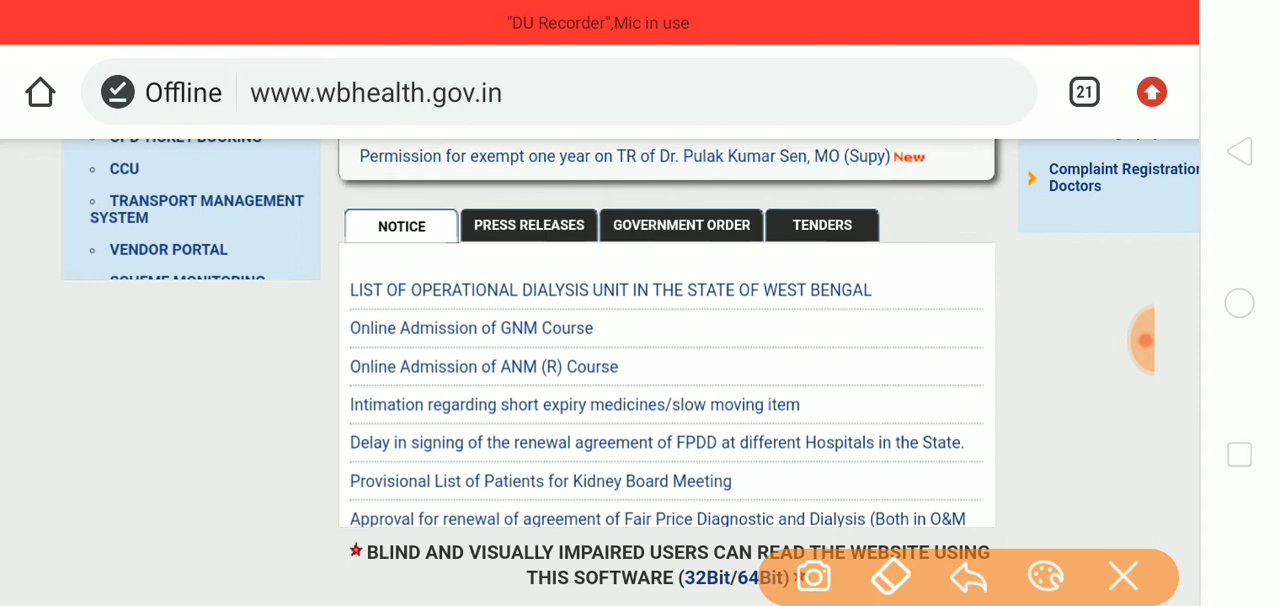 "DU Recorder",Mic in use
Offline www.wbhealth.gov.in 21
OPD TICKET BOOKING
CCU
TRANSPORT MANAGEMENT
SYSTEM
VENDOR PORTAL
SCHEME MONITORING
Permission for exempt one year on TR of Dr. Pulak Kumar Sen, MO (Supy) New
Complaint Registration
Doctors
NOTICE PRESS RELEASES GOVERNMENT ORDER TENDERS
LIST OF OPERATIONAL DIALYSIS UNIT IN THE STATE OF WEST BENGAL
Online Admission of GNM Course
Online Admission of ANM (R) Course
Intimation regarding short expiry medicines/slow moving item
Delay in signing of the renewal agreement of FPDD at different Hospitals in the State.
Provisional List of Patients for Kidney Board Meeting
Approval for renewal of agreement of Fair Price Diagnostic and Dialysis (Both in O&M
BLIND AND VISUALLY IMPAIRED USERS CAN READ THE WEBSITE USING
THIS SOFTWARE (32Bit/64Bit)